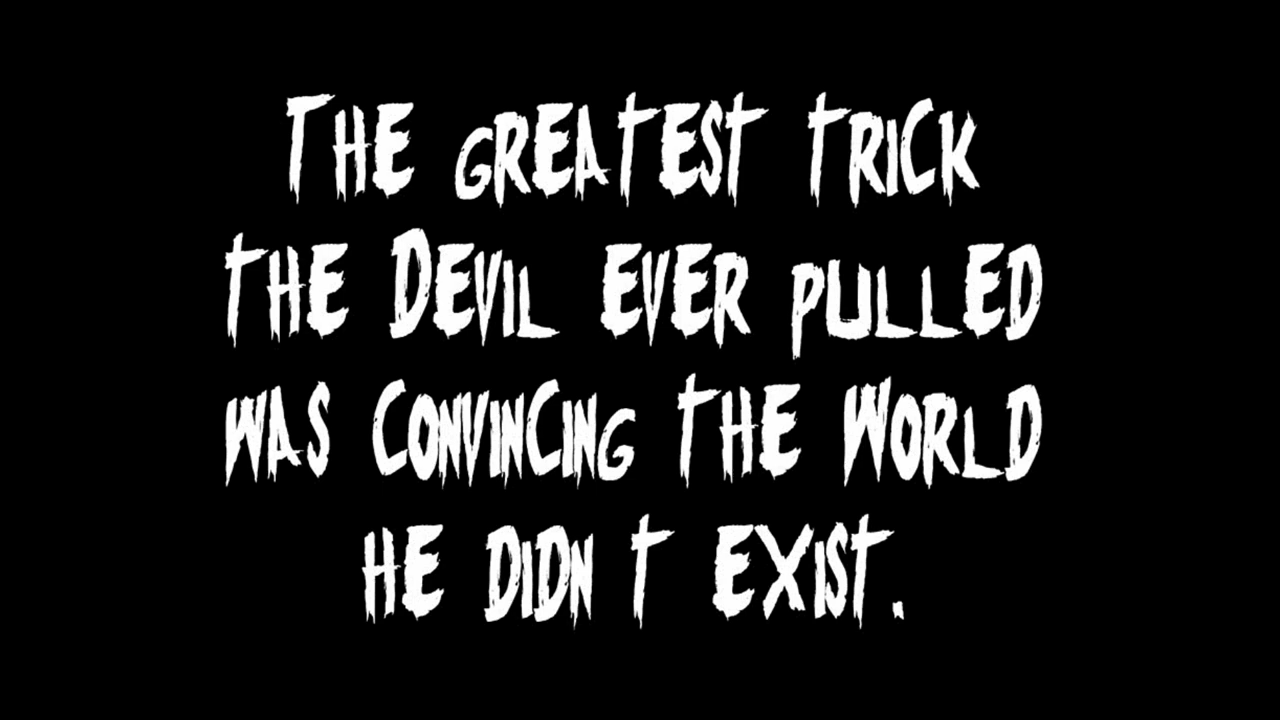 THE GREATEST TRICK
THE DEVIL EVER PULLED
WAS CONVINCING THE WORLD
HE DIDN T EXIST.